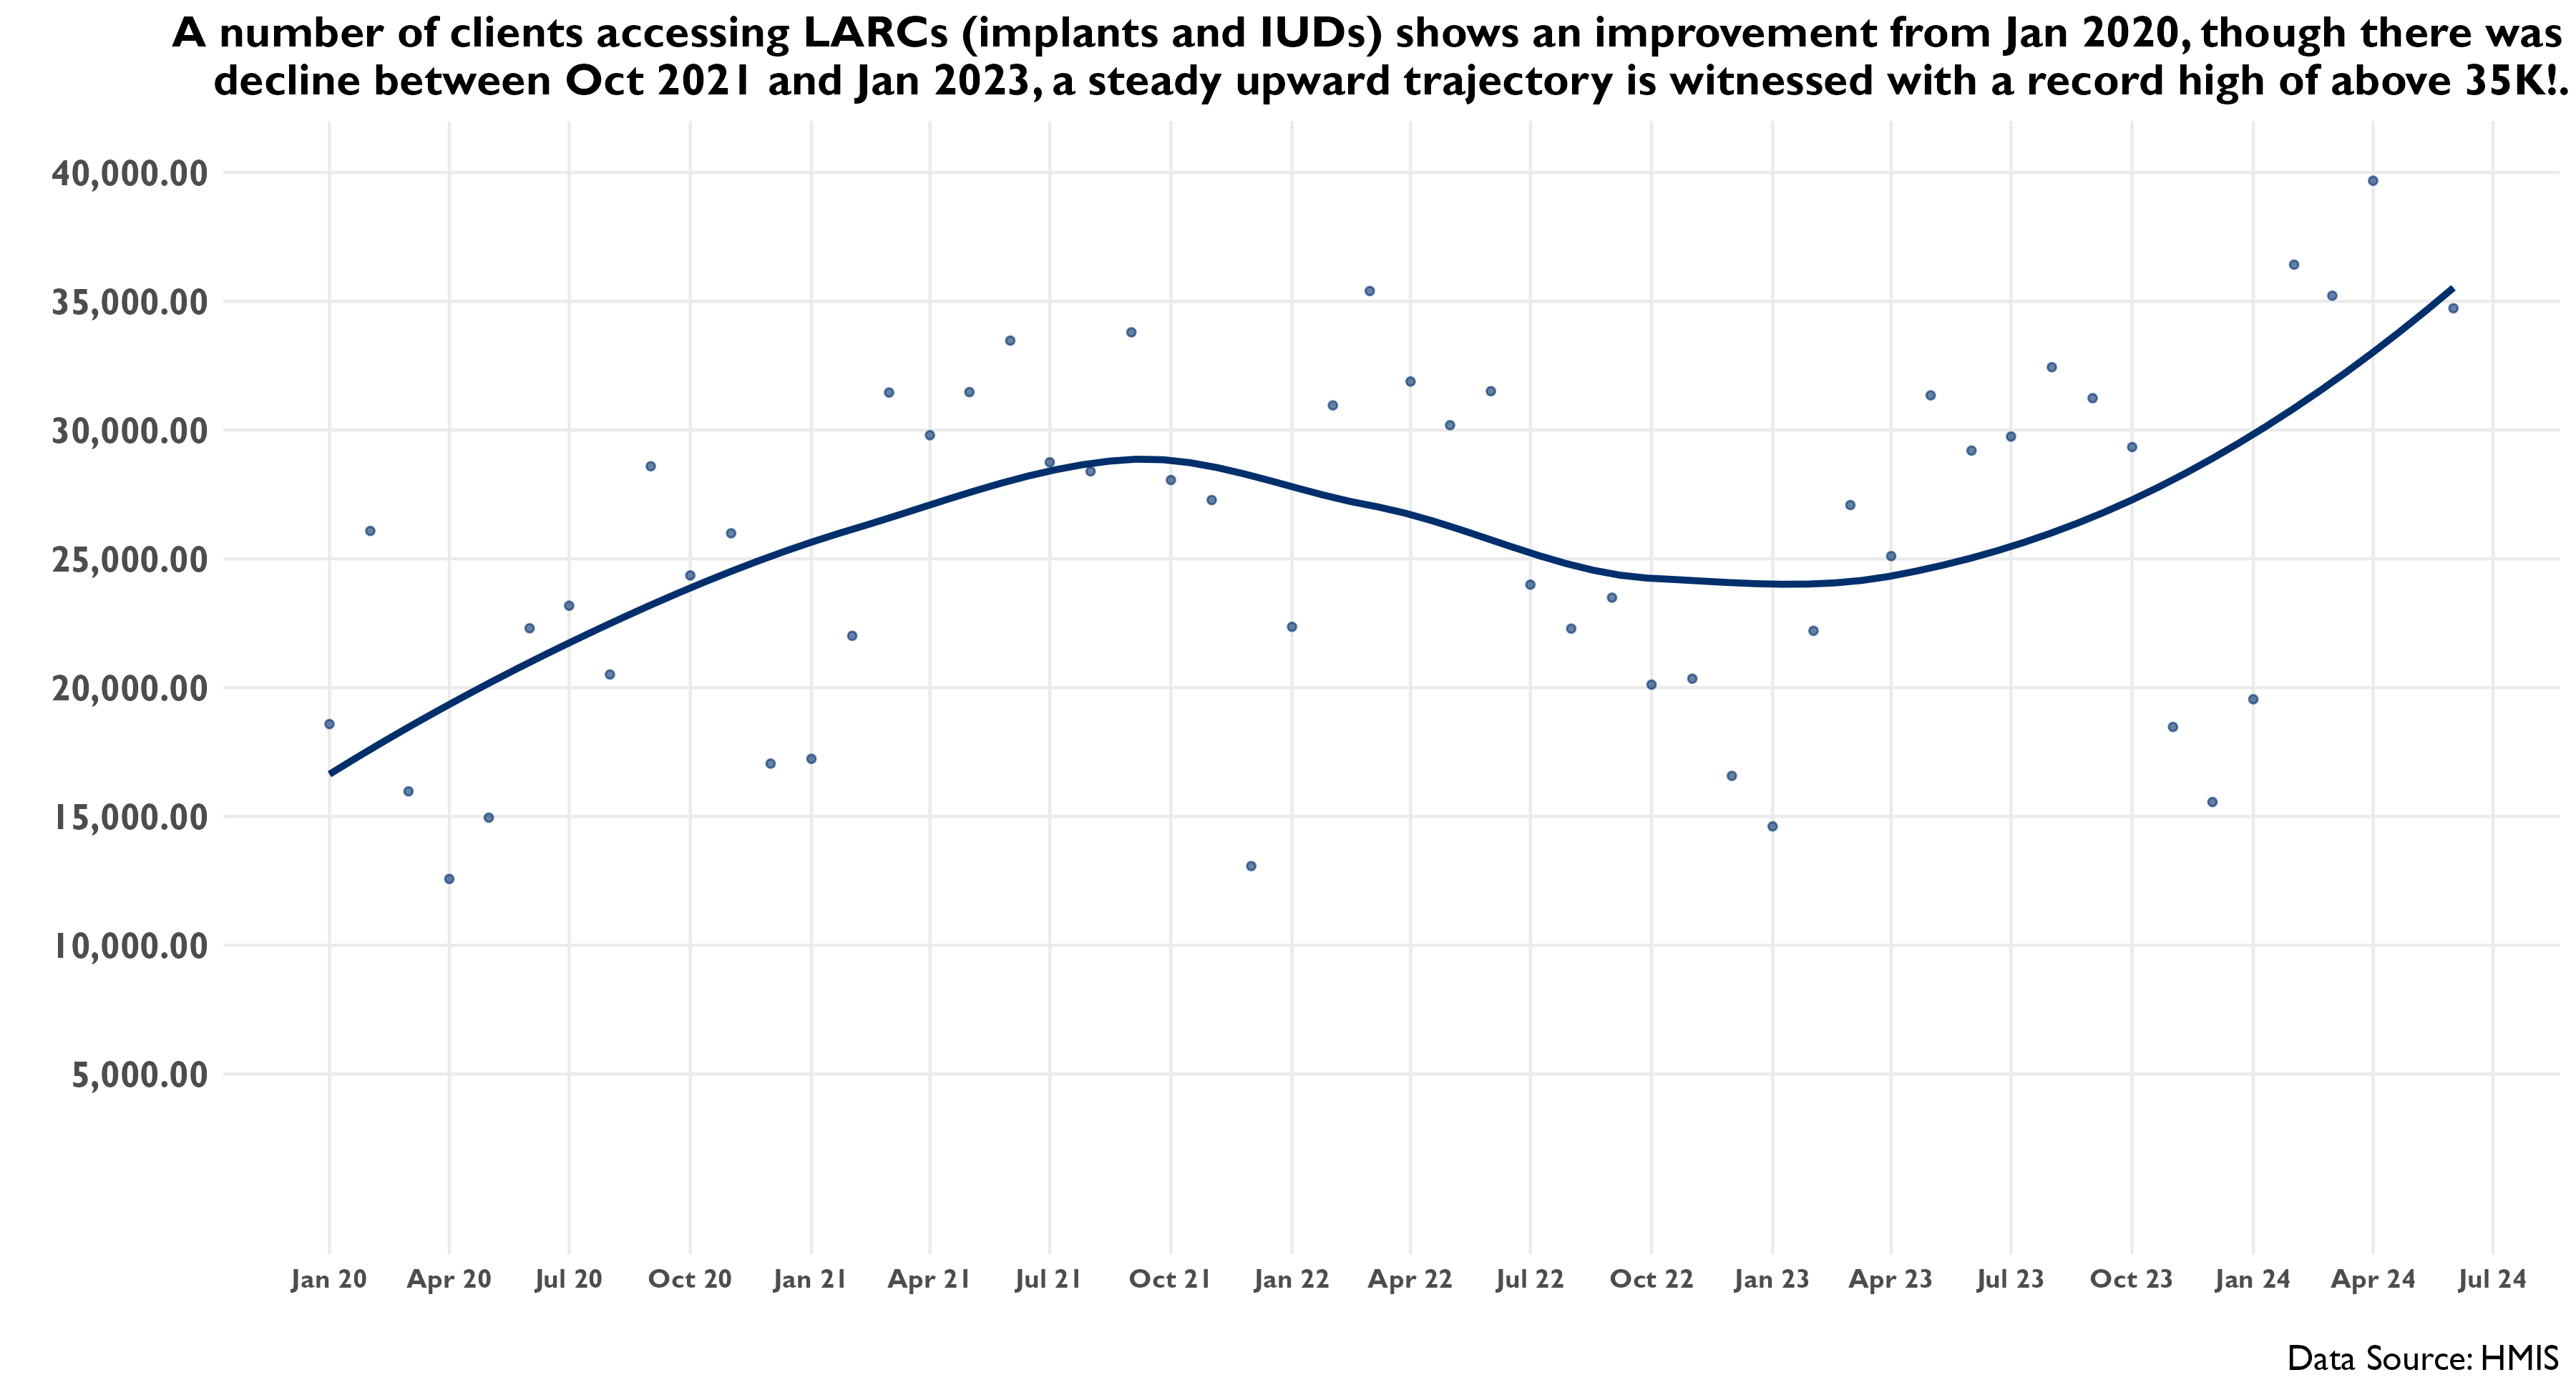 A number of clients accessing LARCs (implants and IUDs) shows an improvement from Jan 2020, though there was
decline between Oct 2021 and Jan 2023, a steady upward trajectory is witnessed with a record high of above 35K!.
40,000.00
35,000.00
30,000.00
25,000.00
20,000.00
15,000.00
10,000.00
5,000.00
Jan 20 Apr 20 Jul 20 Oct 20 Jan 21 Apr 21 Jul 21 Oct 21 Jan 22 Apr 22 Jul 22 Oct 22 Jan 23 Apr 23 Jul 23 Oct 23 Jan 24 Apr 24 Jul 24
Data Source: HMIS